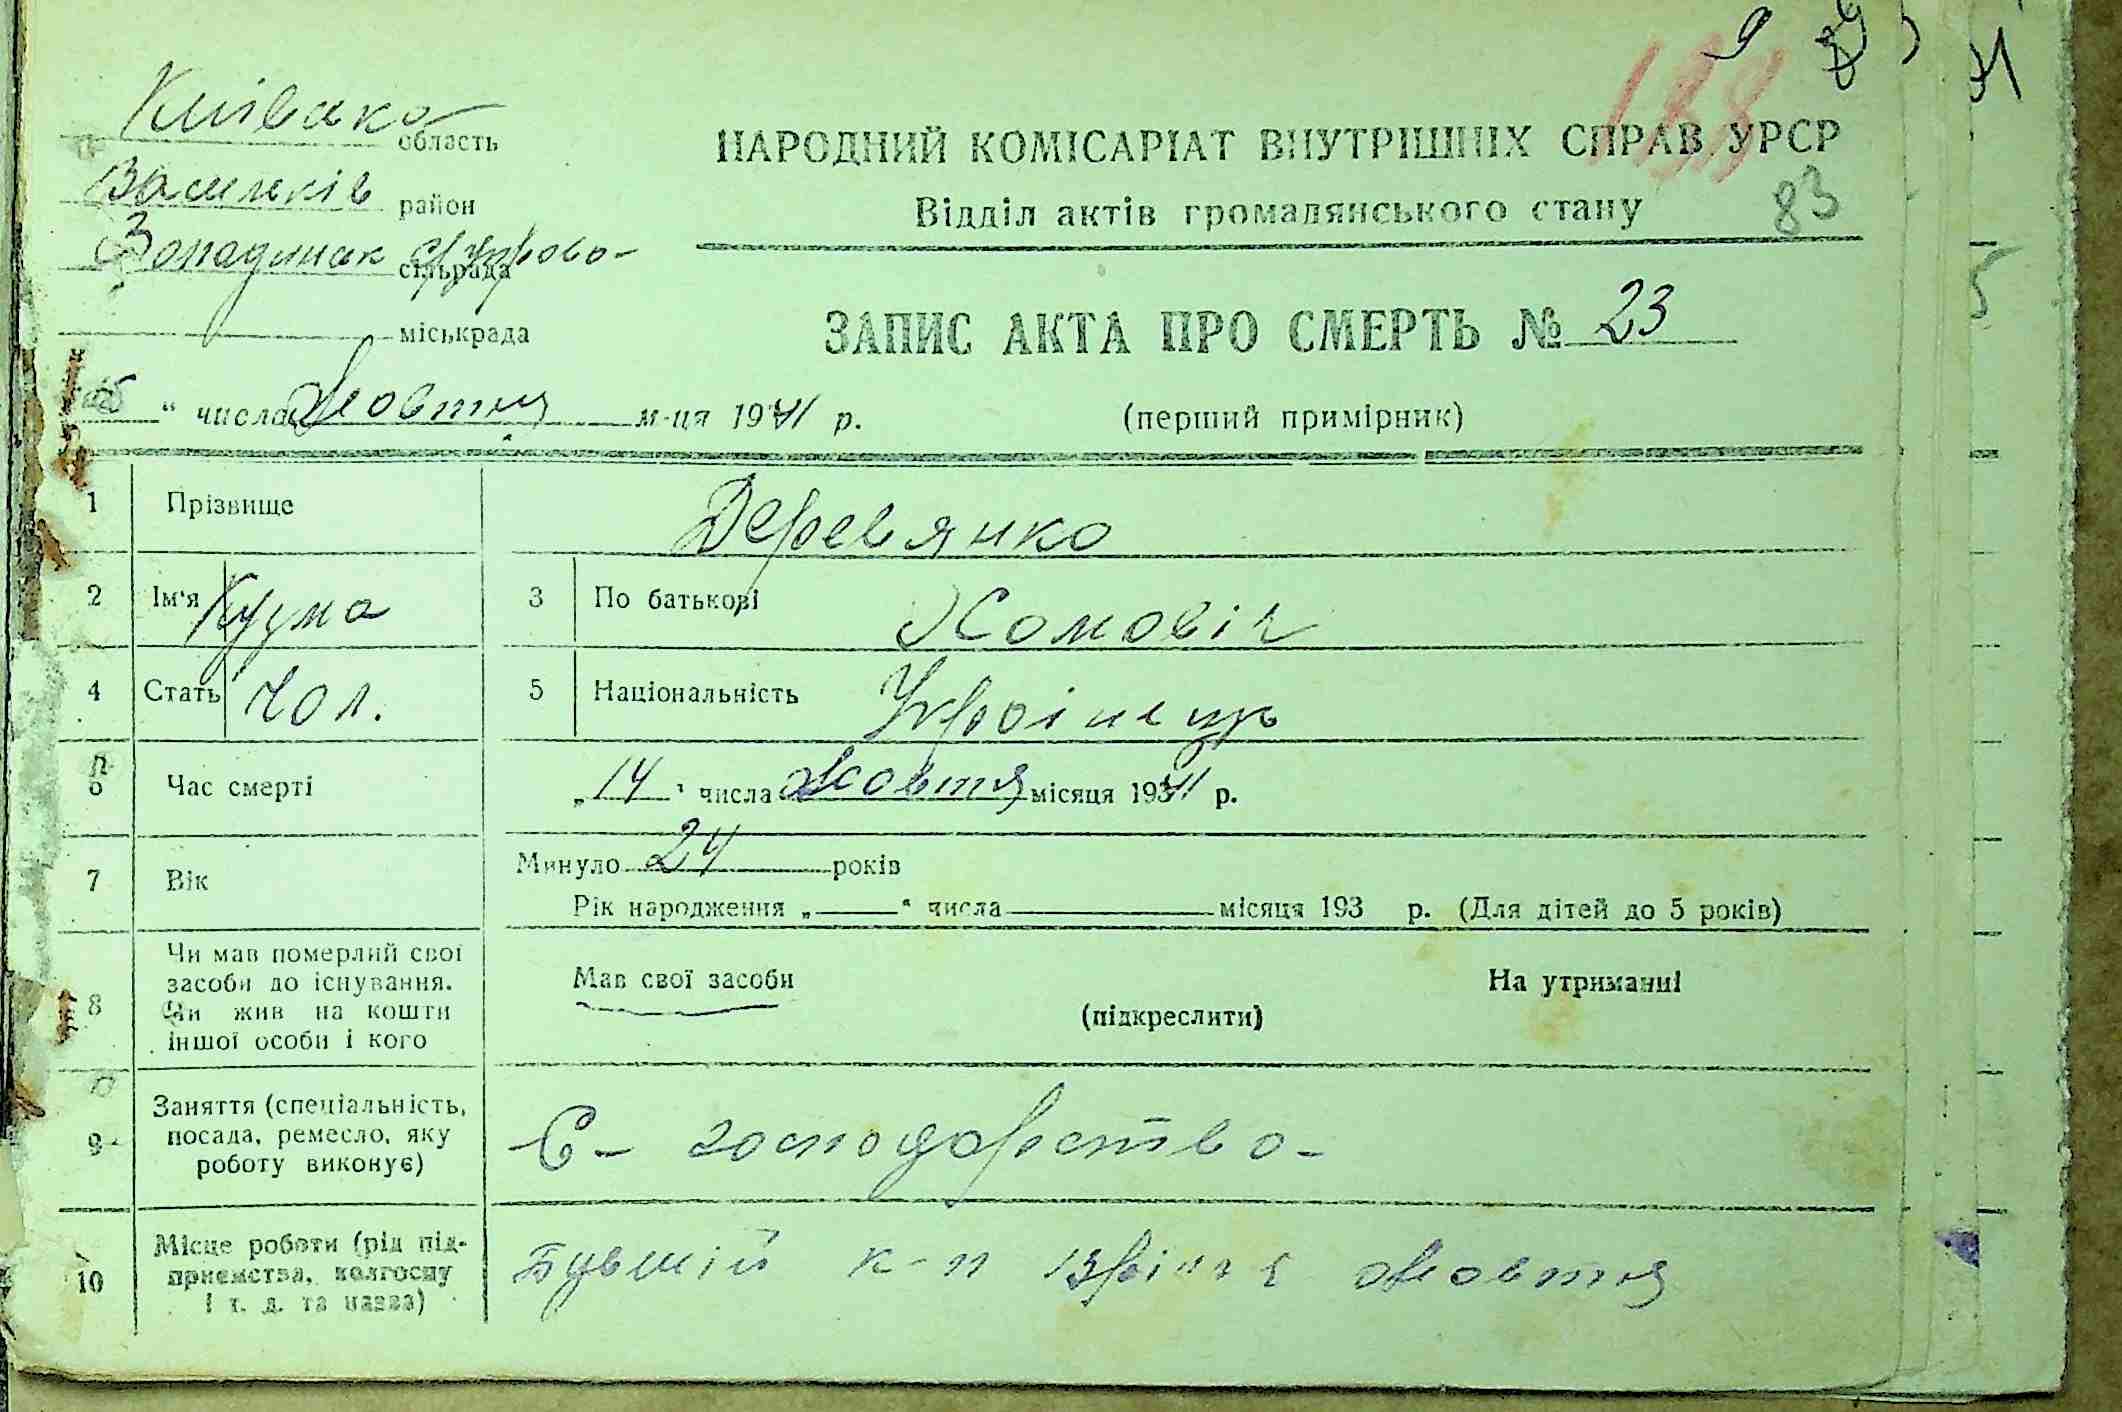 9
188
Київська область
НАРОДНИЙ КОМІСАРІАТ ВНУТРІШНІХ СПРАВ УРСР
Васильків район
Відділ актів громадянського стану
83
сільрада
міськрада
ЗАПИС АКТА ПРО СМЕРТЬ № 23
“ числа Жовтня м-ця 1941 р.
(перший примірник)
1 Прізвище Деревянко
2 Ім'я Кузма 3 По батькові Хомовіч
4 Стать Чол. 5 Національність Українець
6 Час смерті „14“ числа Жовтня місяця 1941 р.
7 Вік Минуло 24 років
Рік народження „ “ числа місяця 193 р. (Для дітей до 5 років)
8 Чи мав померлий свої
засоби до існування.
Чи жив на кошти
іншої особи і кого
Мав свої засоби На утриманні
(підкреслити)
9 Заняття (спеціальність,
посада, ремесло, яку
роботу виконує)
С- господарство-
10 Місце роботи (рід під-
приємства, колгоспу
і т. д. та назва)
Бувший к-п Жовтня